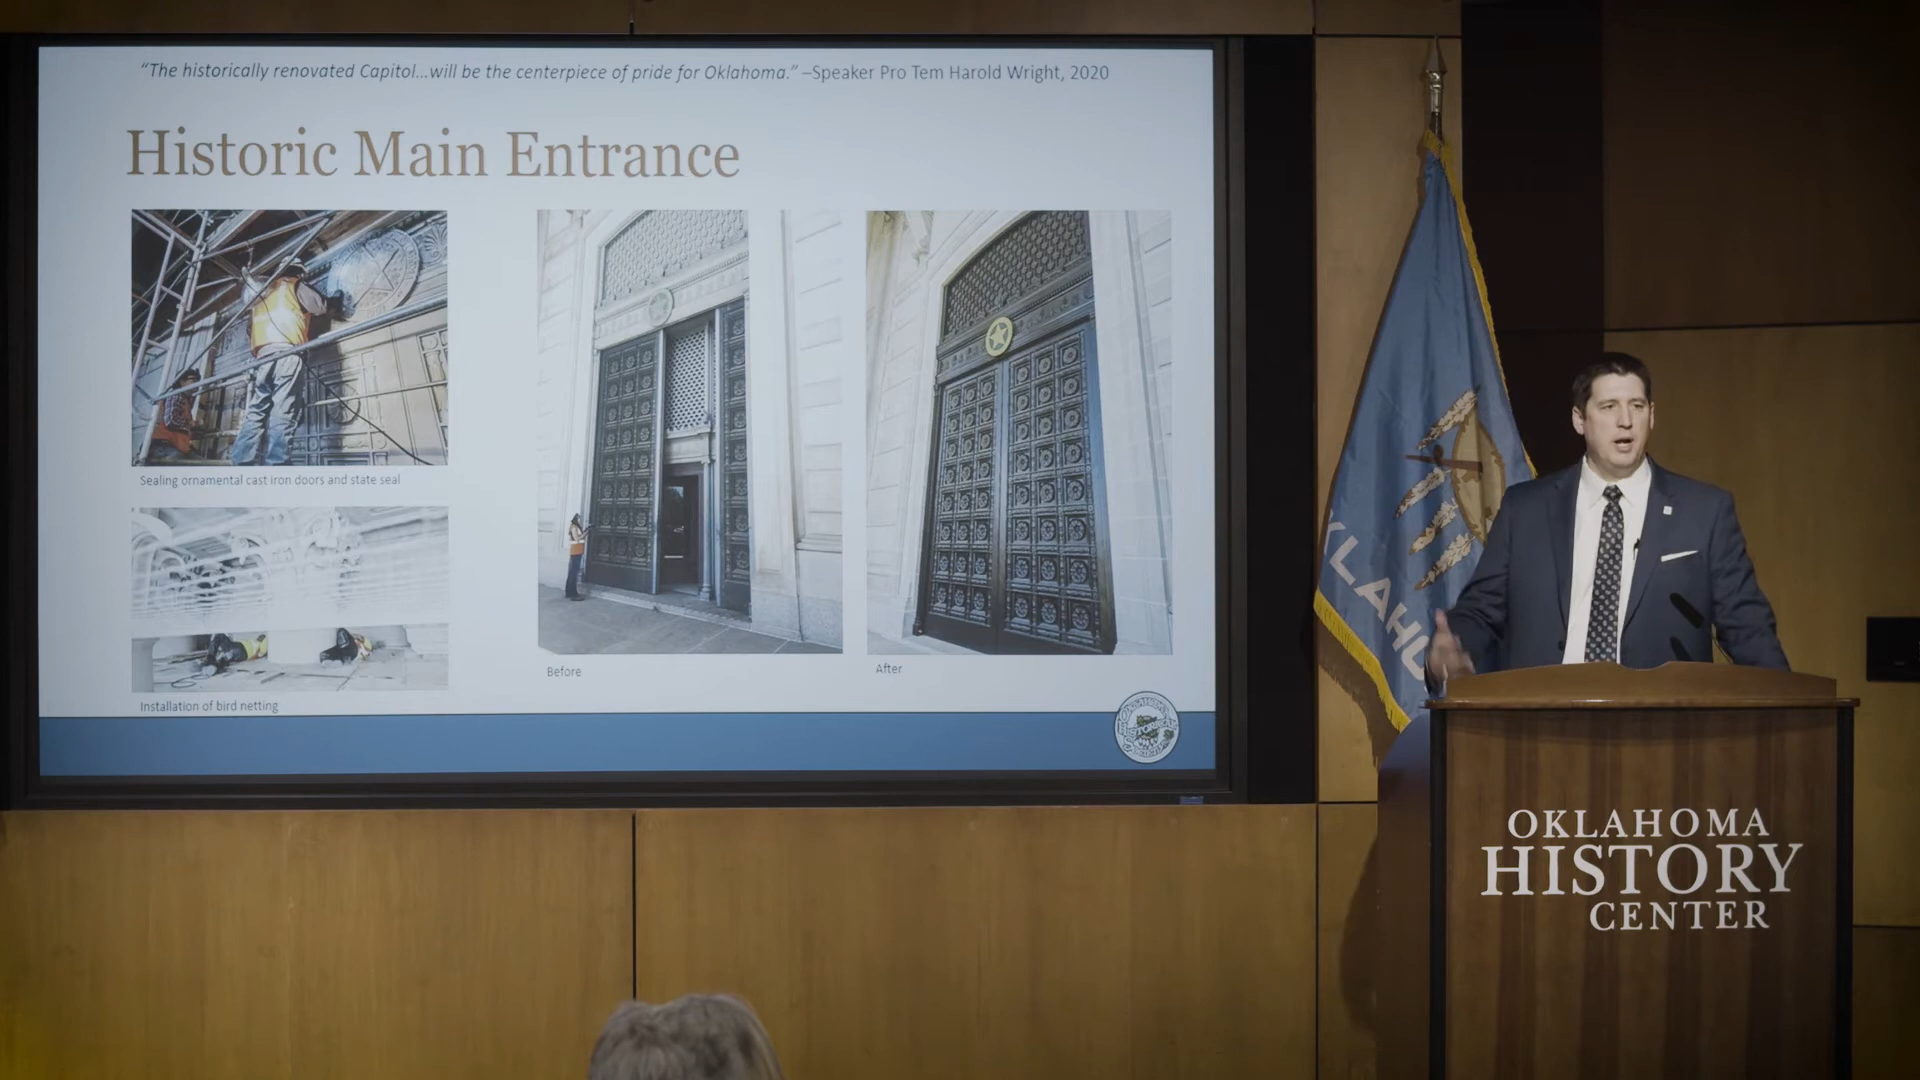 “The historically renovated Capitol...will be the centerpiece of pride for Oklahoma.” –Speaker Pro Tem Harold Wright, 2020
Historic Main Entrance
Sealing ornamental cast iron doors and state seal
Installation of bird netting
Before
After
KLAHO
OKLAHOMA
HISTORY
CENTER